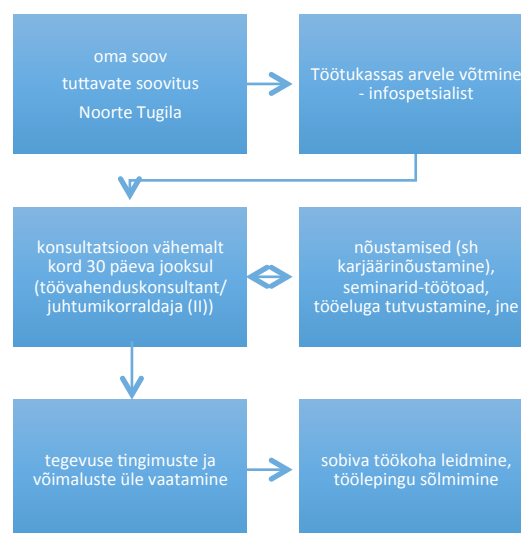 oma soov
tuttavate soovitus
Noorte Tugila
Töötukassas arvele võtmine
- infospetsialist
konsultatsioon vähemalt
kord 30 päeva jooksul
(töövahenduskonsultant/
juhtumikorraldaja (II))
nõustamised (sh
karjäärinõustamine),
seminarid-töötoad,
tööeluga tutvustamine, jne
tegevuse tingimuste ja
võimaluste üle vaatamine
sobiva töökoha leidmine,
töölepingu sõlmimine